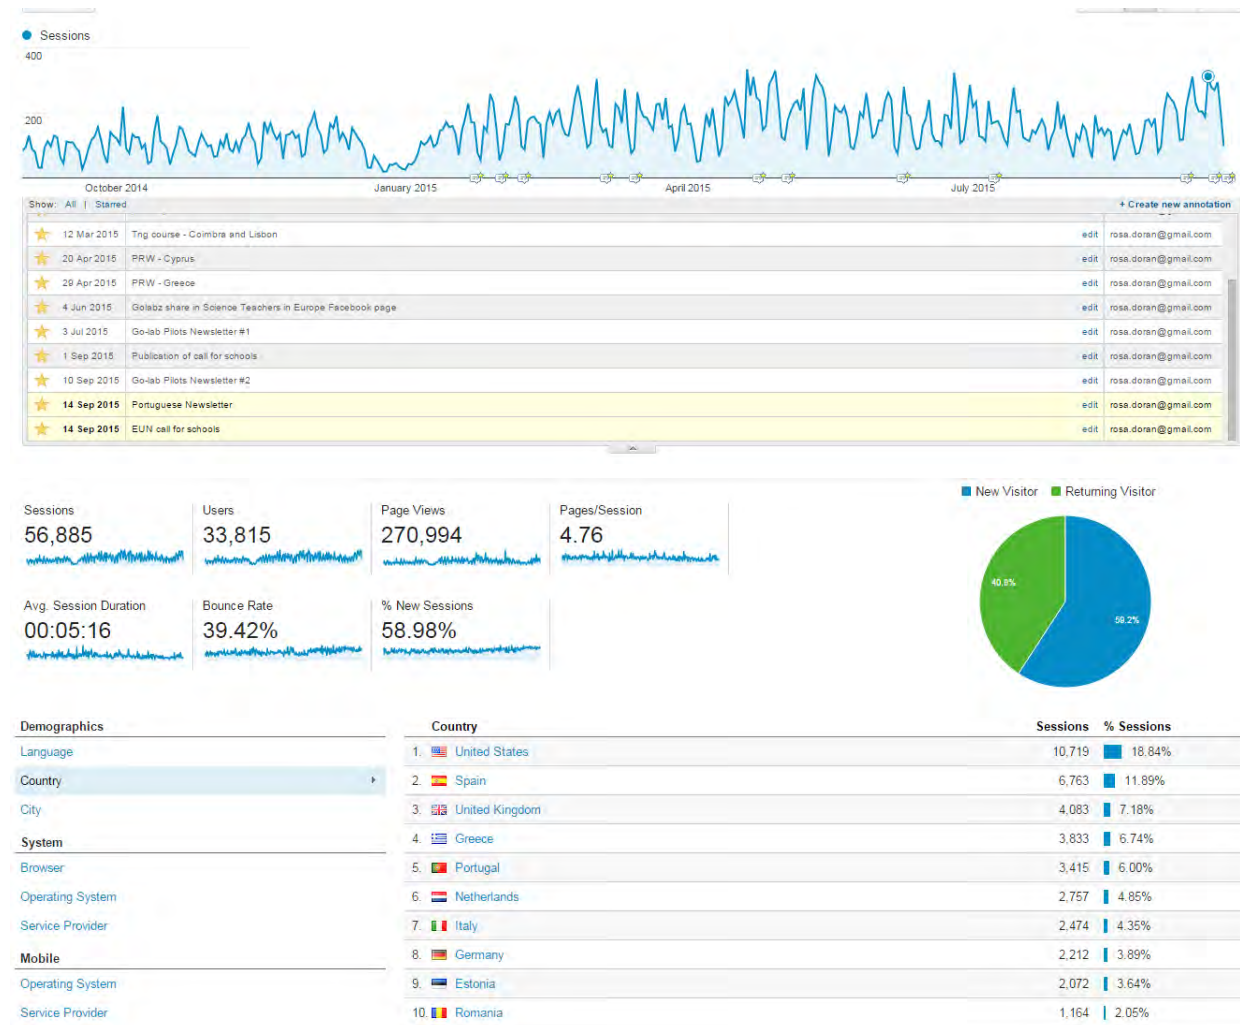 Sessions
400
200
October 2014 January 2015 April 2015 July 2015
Show: All | Starred + Create new annotation
12 Mar 2015 Tng course - Coimbra and Lisbon edit rosa.doran@gmail.com
20 Apr 2015 PRW - Cyprus edit rosa.doran@gmail.com
29 Apr 2015 PRW - Greece edit rosa.doran@gmail.com
4 Jun 2015 Golabz share in Science Teachers in Europe Facebook page edit rosa.doran@gmail.com
3 Jul 2015 Go-lab Pilots Newsletter #1 edit rosa.doran@gmail.com
1 Sep 2015 Publication of call for schools edit rosa.doran@gmail.com
10 Sep 2015 Go-lab Pilots Newsletter #2 edit rosa.doran@gmail.com
14 Sep 2015 Portuguese Newsletter edit rosa.doran@gmail.com
14 Sep 2015 EUN call for schools edit rosa.doran@gmail.com
New Visitor Returning Visitor
Sessions Users Page Views Pages/Session
56,885 33,815 270,994 4.76
40.8%
59.2%
Avg. Session Duration Bounce Rate % New Sessions
00:05:16 39.42% 58.98%
Demographics Country Sessions % Sessions
Language 1. United States 10,719 18.84%
Country 2. Spain 6,763 11.89%
City 3. United Kingdom 4,083 7.18%
System 4. Greece 3,833 6.74%
Browser 5. Portugal 3,415 6.00%
Operating System 6. Netherlands 2,757 4.85%
Service Provider 7. Italy 2,474 4.35%
Mobile 8. Germany 2,212 3.89%
Operating System 9. Estonia 2,072 3.64%
Service Provider 10. Romania 1,164 2.05%